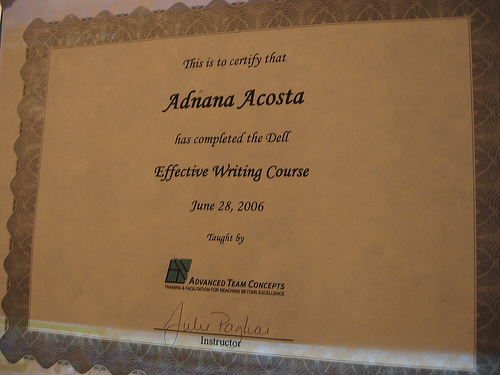 This is to certify that
Adnana Acosta
has completed the Dell
Effective Writing Course
June 28, 2006
Taught by
ADVANCED TEAM CONCEPTS
TRAINING & FACILITATION FOR REACHING BEYOND EXCELLENCE
Julie Pagliai
Instructor